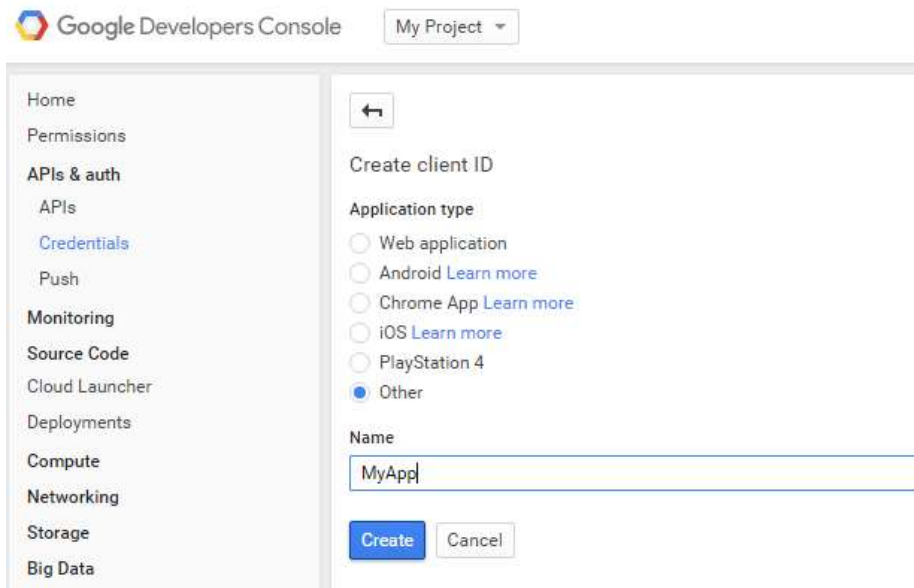 Google Developers Console
My Project
Home
Permissions
APIs & auth
APIs
Credentials
Push
Monitoring
Source Code
Cloud Launcher
Deployments
Compute
Networking
Storage
Big Data
Create client ID
Application type
Web application
Android Learn more
Chrome App Learn more
iOS Learn more
PlayStation 4
Other
Name
MyApp
Create Cancel